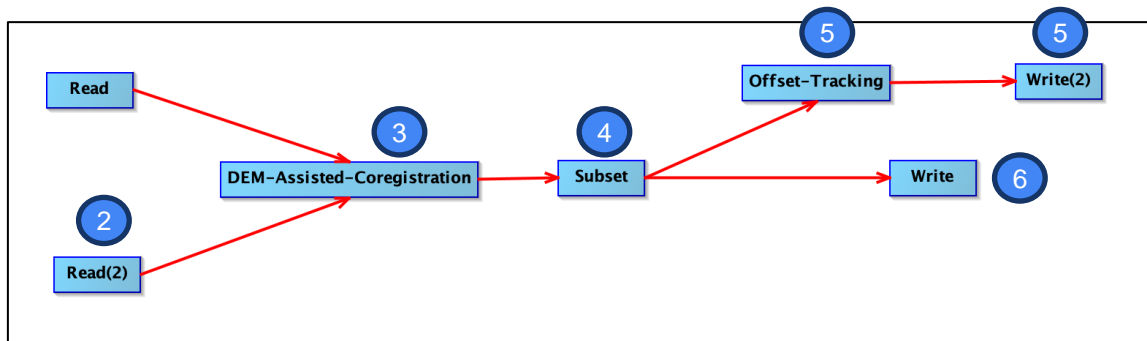 5
5
Read
Offset-Tracking
Write(2)
3
4
DEM-Assisted-Coregistration
Subset
Write
6
2
Read(2)